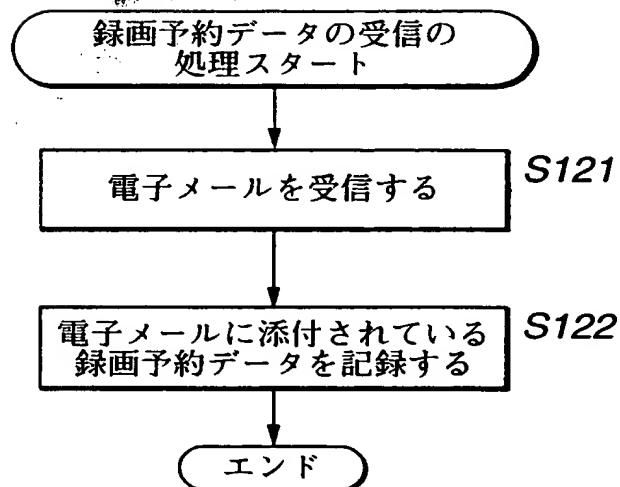 録画予約データの受信の
処理スタート
電子メールを受信する
S121
電子メールに添付されている
録画予約データを記録する
S122
エンド